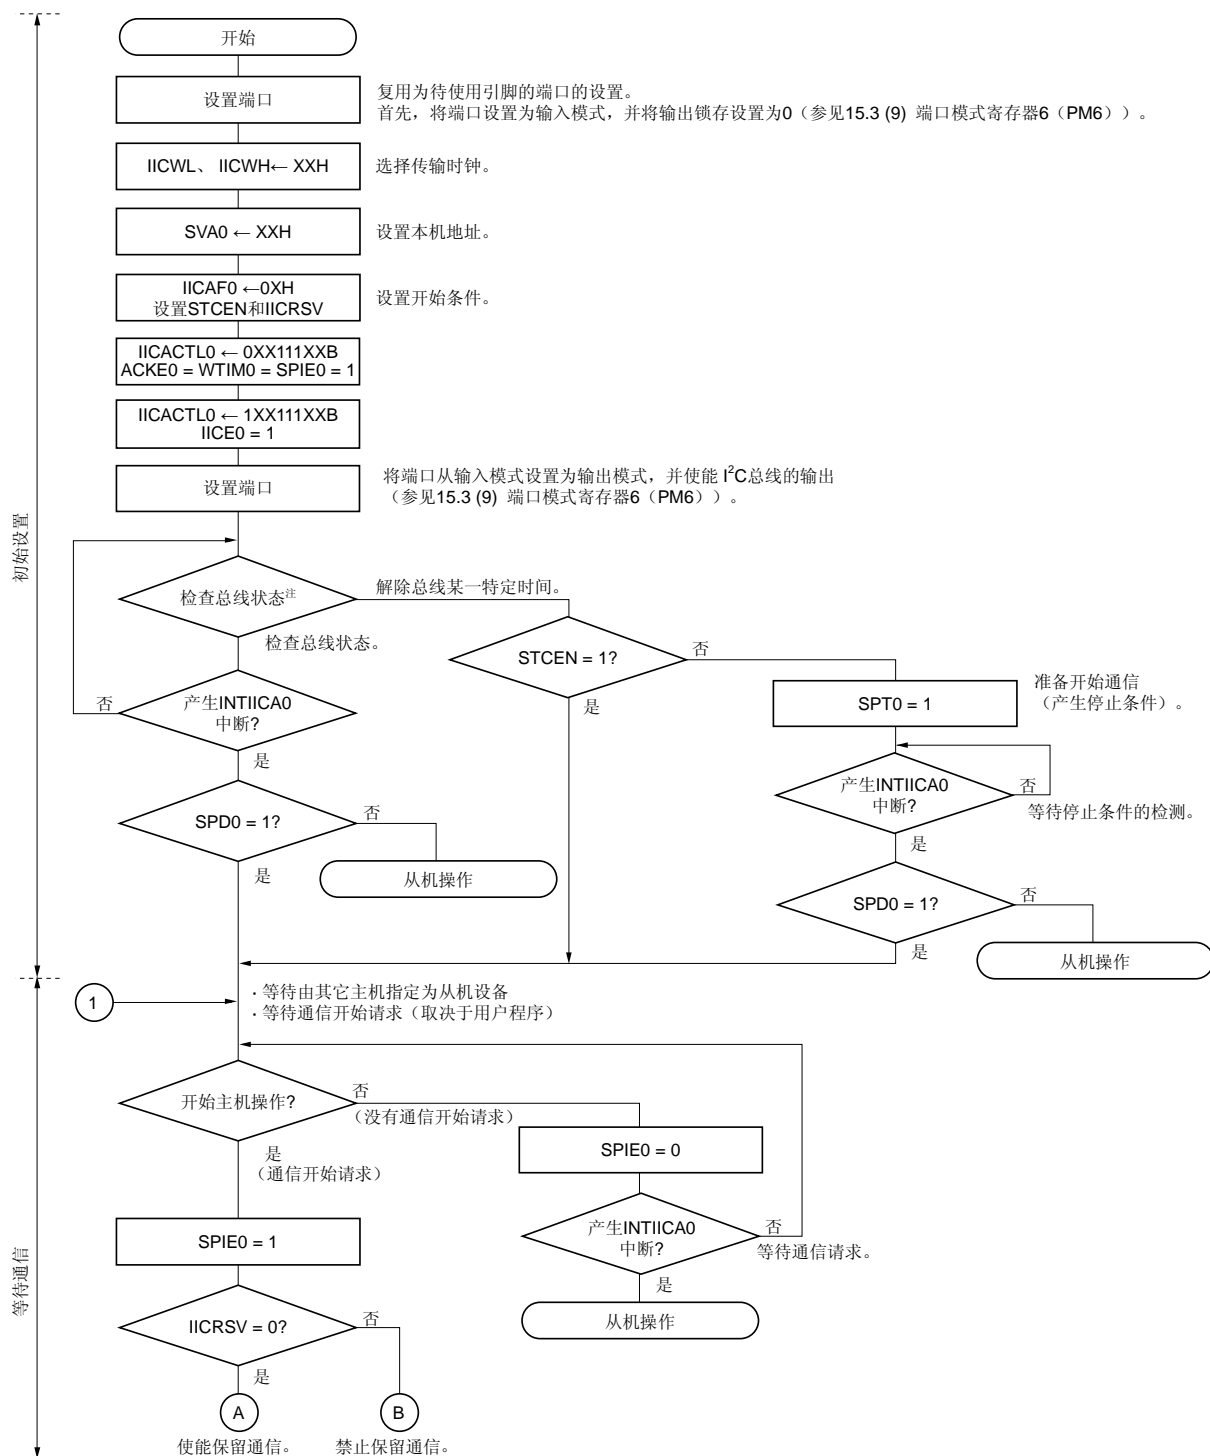 开始
设置端口
复用为待使用引脚的端口的设置。
首先，将端口设置为输入模式，并将输出锁存设置为0（参见15.3 (9) 端口模式寄存器6（PM6））。
IICWL、 IICWH← XXH
选择传输时钟。
SVA0 ← XXH
设置本机地址。
IICAF0 ←0XH
设置STCEN和IICRSV
设置开始条件。
IICACTL0 ← 0XX111XXB
ACKE0 = WTIM0 = SPIE0 = 1
IICACTL0 ← 1XX111XXB
IICE0 = 1
设置端口
将端口从输入模式设置为输出模式，并使能 I²C总线的输出
（参见15.3 (9) 端口模式寄存器6（PM6））。
初始设置
检查总线状态注
解除总线某一特定时间。
检查总线状态。
STCEN = 1?
否
是
产生INTIICA0
中断?
否
是
SPT0 = 1
准备开始通信
（产生停止条件）。
产生INTIICA0
中断?
否
等待停止条件的检测。
是
SPD0 = 1?
否
是
从机操作
SPD0 = 1?
否
是
从机操作
1
· 等待由其它主机指定为从机设备
· 等待通信开始请求（取决于用户程序）
等待通信
开始主机操作?
否
（没有通信开始请求）
是
（通信开始请求）
SPIE0 = 0
产生INTIICA0
中断?
否
等待通信请求。
是
从机操作
SPIE0 = 1
IICRSV = 0?
否
是
A
B
使能保留通信。
禁止保留通信。